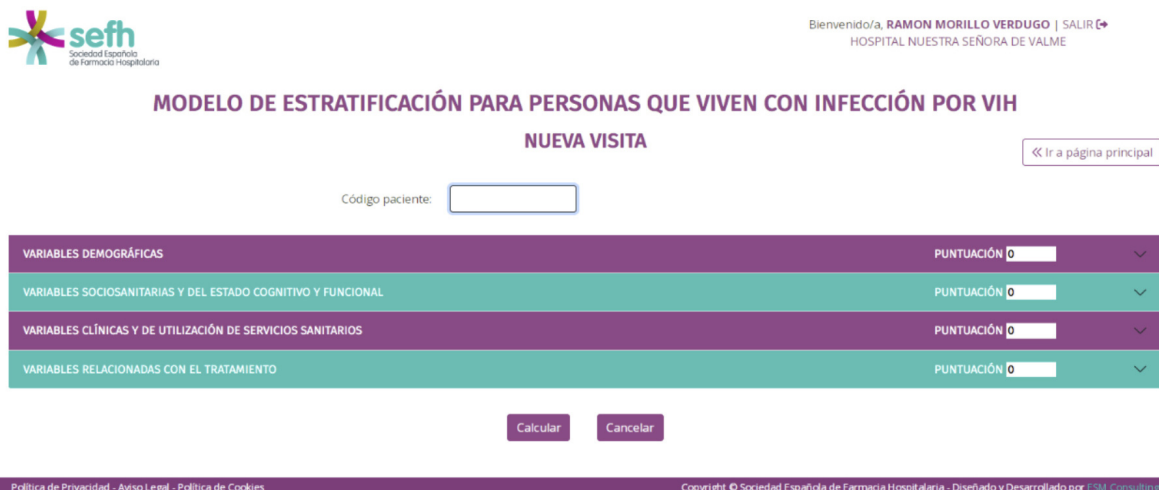 sefh
Sociedad Española
de Farmacia Hospitalaria
Bienvenido/a, RAMON MORILLO VERDUGO | SALIR
HOSPITAL NUESTRA SEÑORA DE VALME
MODELO DE ESTRATIFICACIÓN PARA PERSONAS QUE VIVEN CON INFECCIÓN POR VIH
NUEVA VISITA
« Ir a página principal
Código paciente:
VARIABLES DEMOGRÁFICAS PUNTUACIÓN 0
VARIABLES SOCIOSANITARIAS Y DEL ESTADO COGNITIVO Y FUNCIONAL PUNTUACIÓN 0
VARIABLES CLÍNICAS Y DE UTILIZACIÓN DE SERVICIOS SANITARIOS PUNTUACIÓN 0
VARIABLES RELACIONADAS CON EL TRATAMIENTO PUNTUACIÓN 0
Calcular Cancelar
Política de Privacidad - Aviso Legal - Política de Cookies Copyright © Sociedad Española de Farmacia Hospitalaria - Diseñado y Desarrollado por ESM Consulting